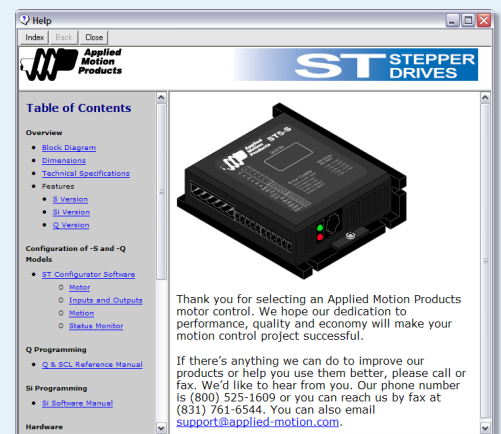 Help
Index Back Close
Applied
Motion
Products
ST STEPPER
DRIVES
Table of Contents
Overview
Block Diagram
Dimensions
Technical Specifications
Features
S Version
Si Version
Q Version
Configuration of -S and -Q
Models
ST Configurator Software
Motor
Inputs and Outputs
Motion
Status Monitor
Q Programming
Q & SCL Reference Manual
Si Programming
Si Software Manual
Hardware
Applied
Motion
Products
ST5-S
Thank you for selecting an Applied Motion Products
motor control. We hope our dedication to
performance, quality and economy will make your
motion control project successful.
If there's anything we can do to improve our
products or help you use them better, please call or
fax. We'd like to hear from you. Our phone number
is (800) 525-1609 or you can reach us by fax at
(831) 761-6544. You can also email
support@applied-motion.com.